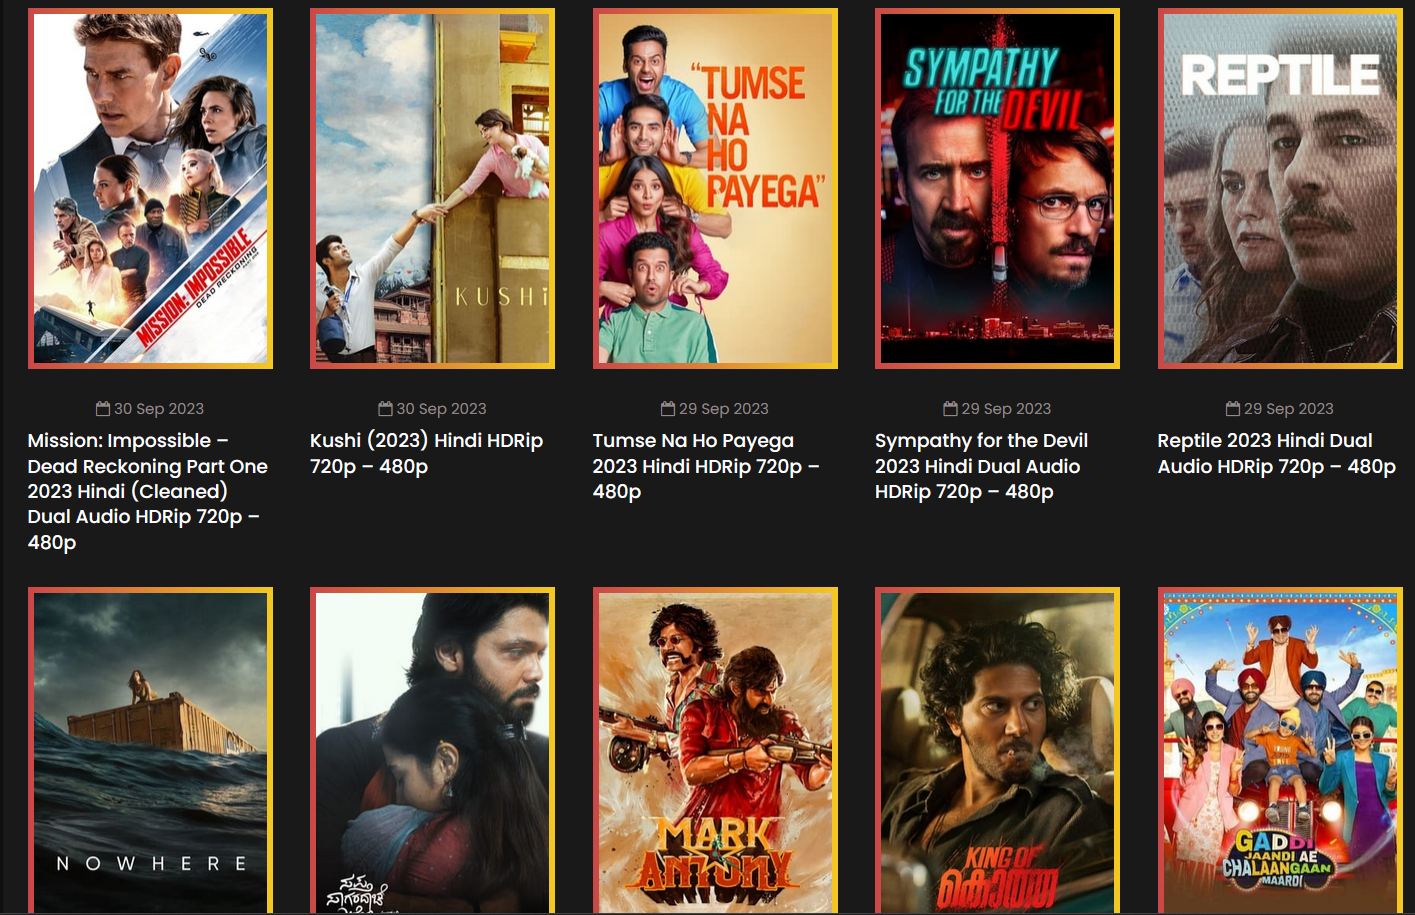 MISSION: IMPOSSIBLE
DEAD RECKONING
KUSHi
"TUMSE
NA
HO
PAYEGA"
SYMPATHY
FOR THE DEVIL
REPTILE
30 Sep 2023
30 Sep 2023
29 Sep 2023
29 Sep 2023
29 Sep 2023
Mission: Impossible –
Dead Reckoning Part One
2023 Hindi (Cleaned)
Dual Audio HDRip 720p –
480p
Kushi (2023) Hindi HDRip
720p – 480p
Tumse Na Ho Payega
2023 Hindi HDRip 720p –
480p
Sympathy for the Devil
2023 Hindi Dual Audio
HDRip 720p – 480p
Reptile 2023 Hindi Dual
Audio HDRip 720p – 480p
NOWHERE
ಸಪ್ತ
ಸಾಗರದಾಚೆ
MARK
ANTONY
KING OF
കൊത്ത
GADDI
JAANDI AE
CHALAANGAAN
MAARDI